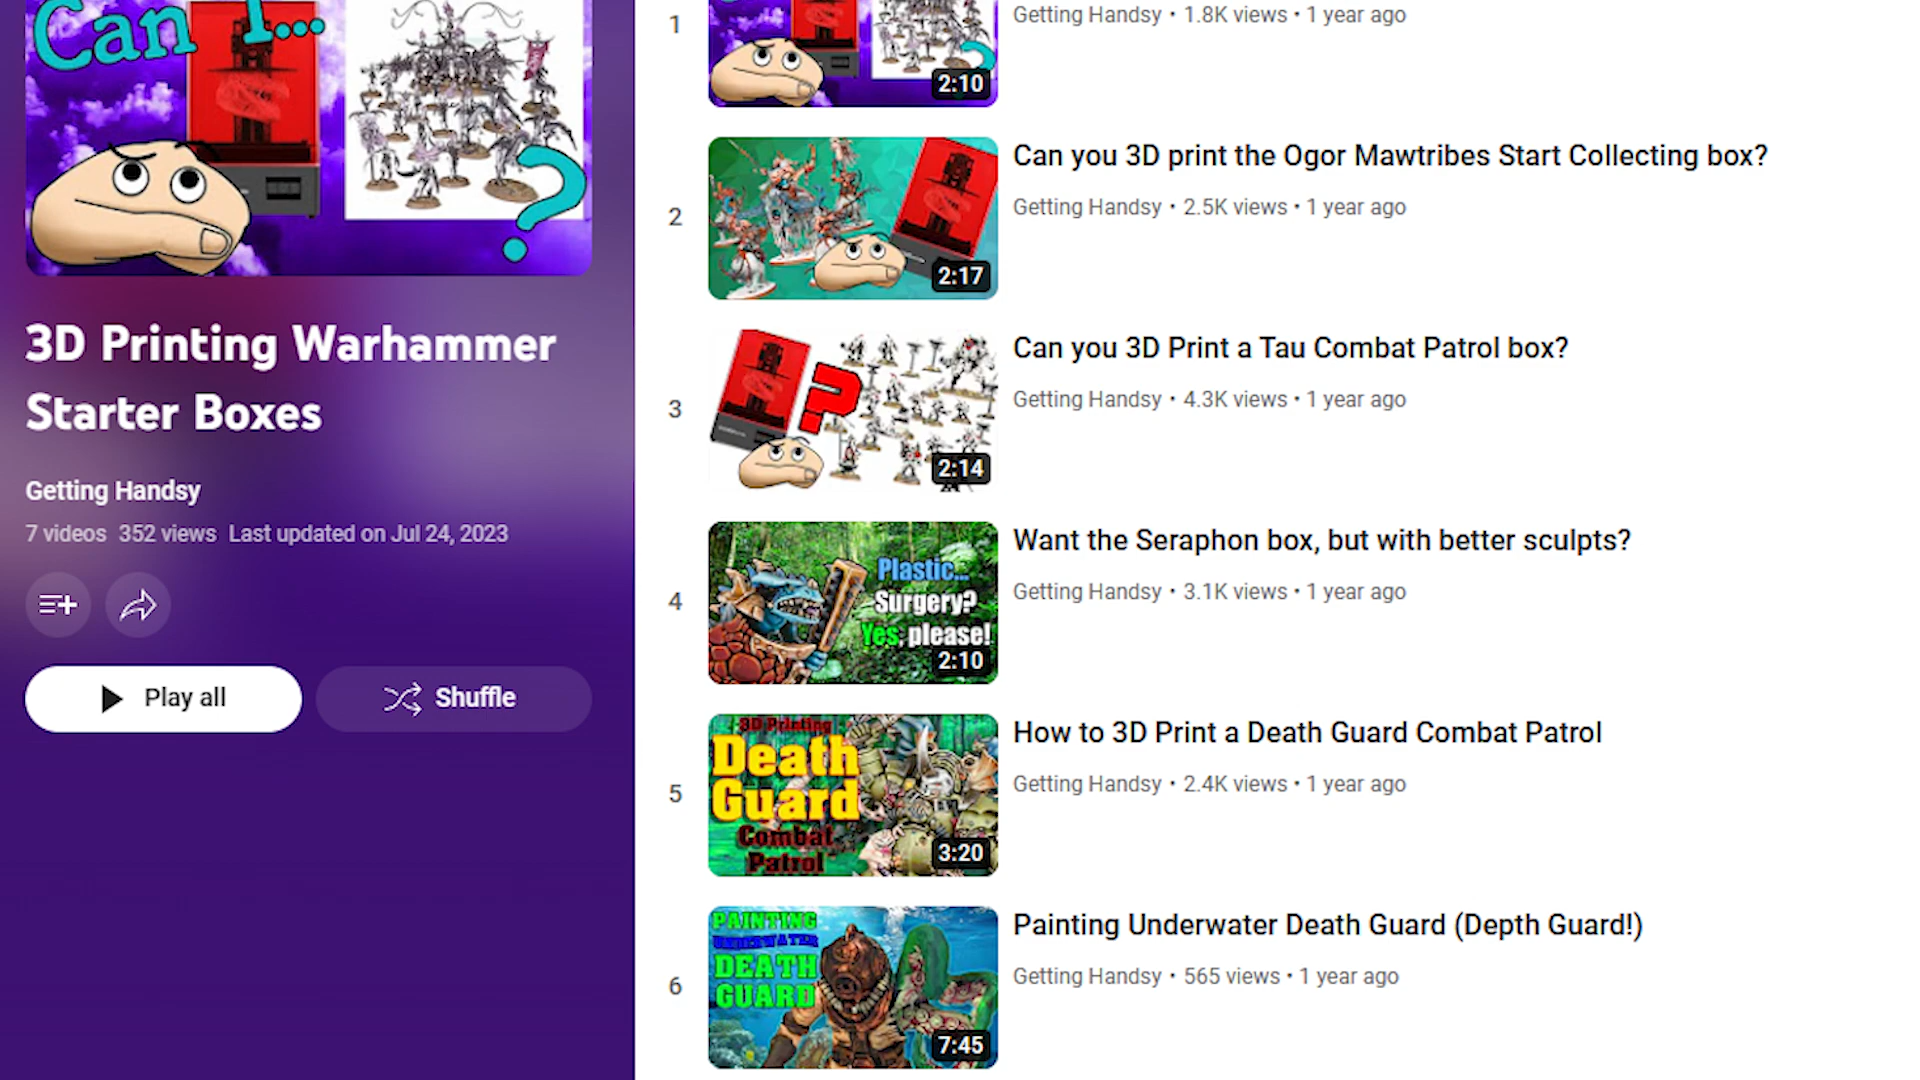 Can I...
?
3D Printing Warhammer
Starter Boxes
Getting Handsy
7 videos 352 views Last updated on Jul 24, 2023
Play all
Shuffle
1
2:10
Getting Handsy • 1.8K views • 1 year ago
2
2:17
Can you 3D print the Ogor Mawtribes Start Collecting box?
Getting Handsy • 2.5K views • 1 year ago
3
?
2:14
Can you 3D Print a Tau Combat Patrol box?
Getting Handsy • 4.3K views • 1 year ago
4
Plastic...
Surgery?
Yes, please!
2:10
Want the Seraphon box, but with better sculpts?
Getting Handsy • 3.1K views • 1 year ago
5
3D Printing
Death
Guard
Combat
Patrol
3:20
How to 3D Print a Death Guard Combat Patrol
Getting Handsy • 2.4K views • 1 year ago
6
PAINTING
UNDERWATER
DEATH
GUARD
7:45
Painting Underwater Death Guard (Depth Guard!)
Getting Handsy • 565 views • 1 year ago